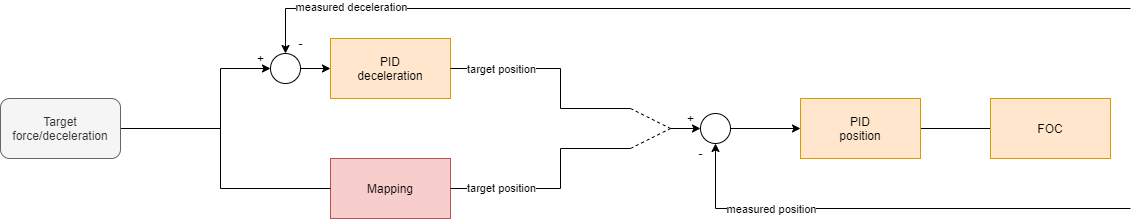 measured deceleration
-
+
PID
deceleration
target position
Target
force/deceleration
+
PID
position
FOC
-
Mapping
target position
measured position